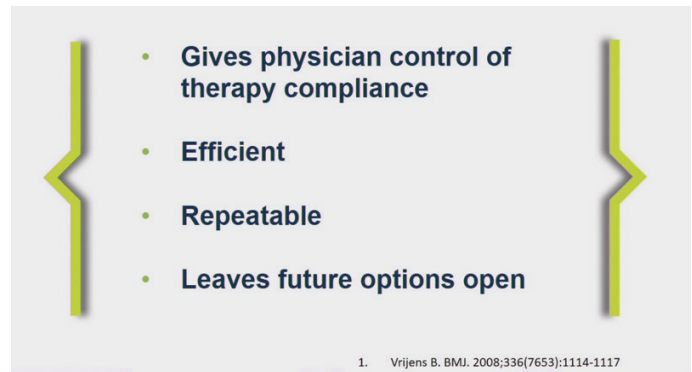 • Gives physician control of
therapy compliance
• Efficient
• Repeatable
• Leaves future options open
1. Vrijens B. BMJ. 2008;336(7653):1114-1117